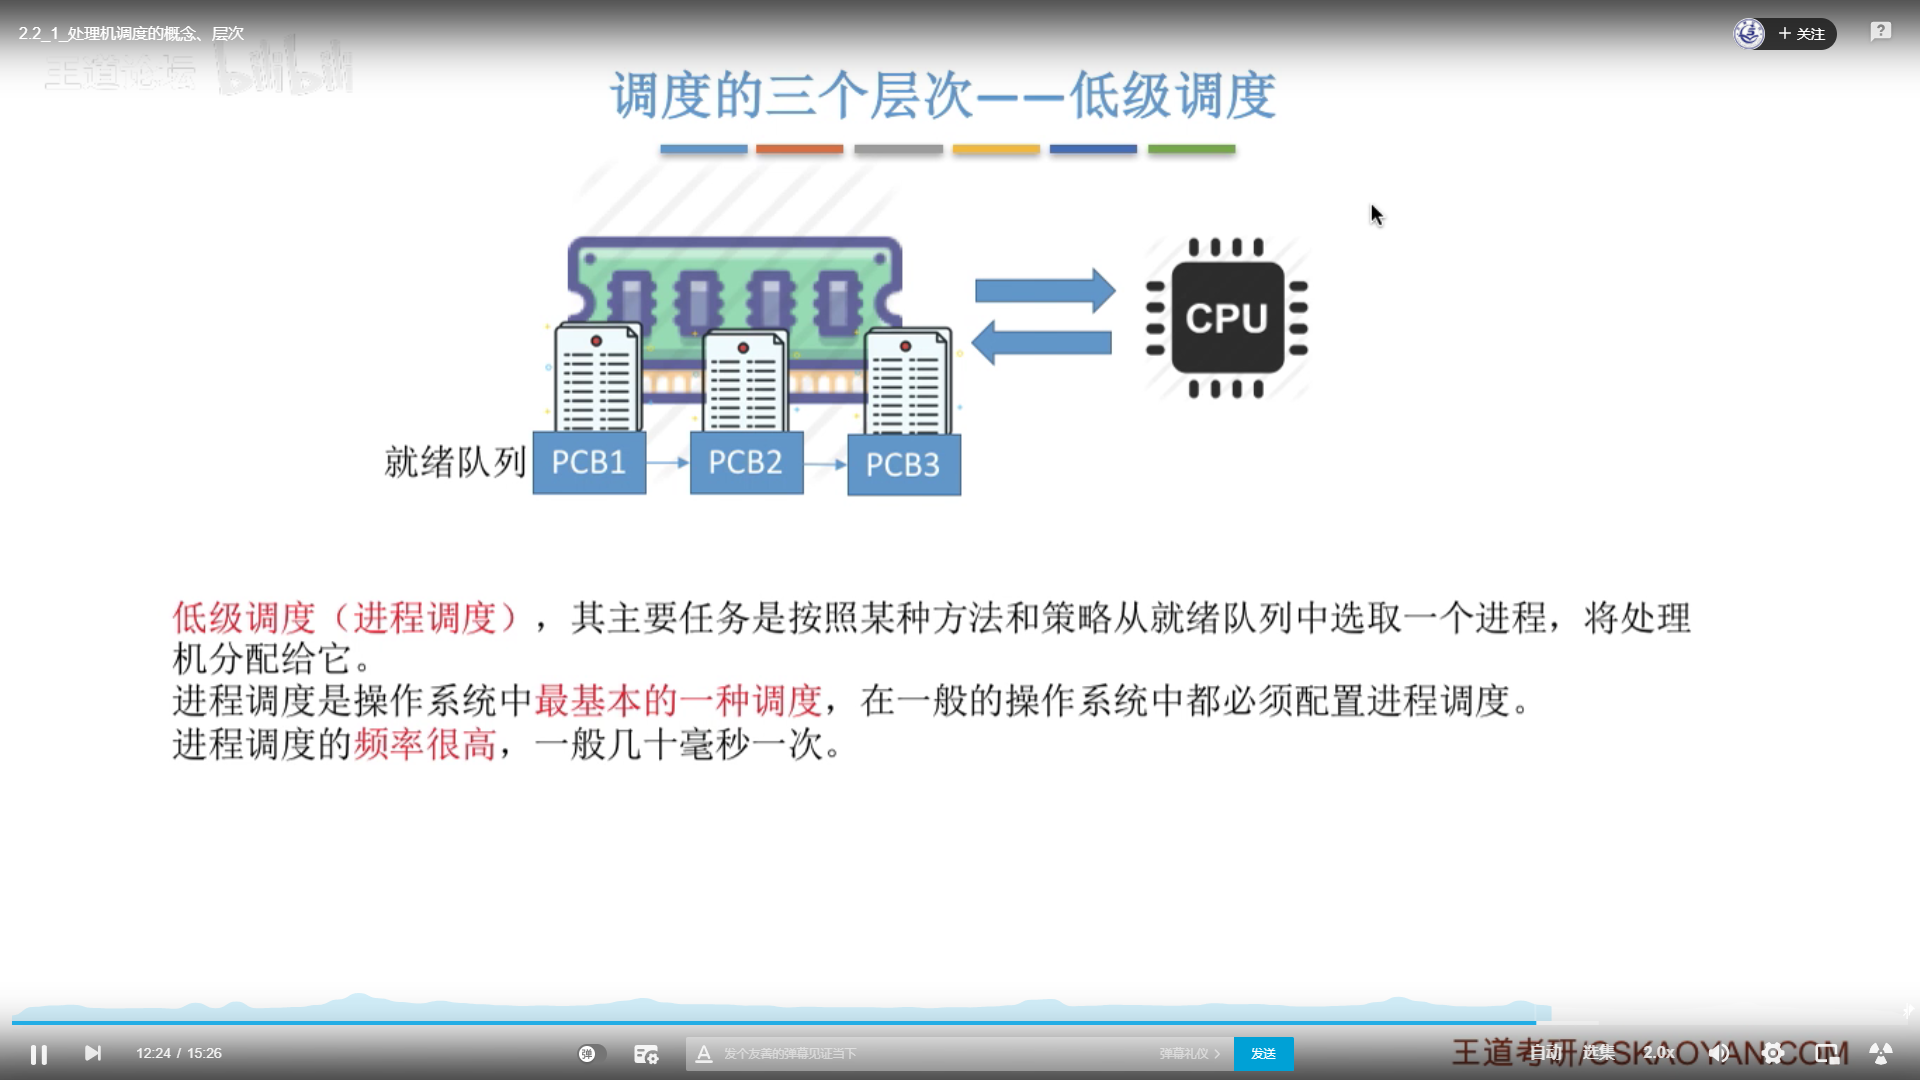 2.2_1_处理机调度的概念、层次
+ 关注
王道论坛 bilibili
调度的三个层次——低级调度
CPU
就绪队列 PCB1 PCB2 PCB3
低级调度（进程调度），其主要任务是按照某种方法和策略从就绪队列中选取一个进程，将处理
机分配给它。
进程调度是操作系统中最基本的一种调度，在一般的操作系统中都必须配置进程调度。
进程调度的频率很高，一般几十毫秒一次。
12:24 / 15:26
弹
发个友善的弹幕见证当下
弹幕礼仪 >
发送
自动 选集 2.0x
王道考研/CSKAOYAN.COM